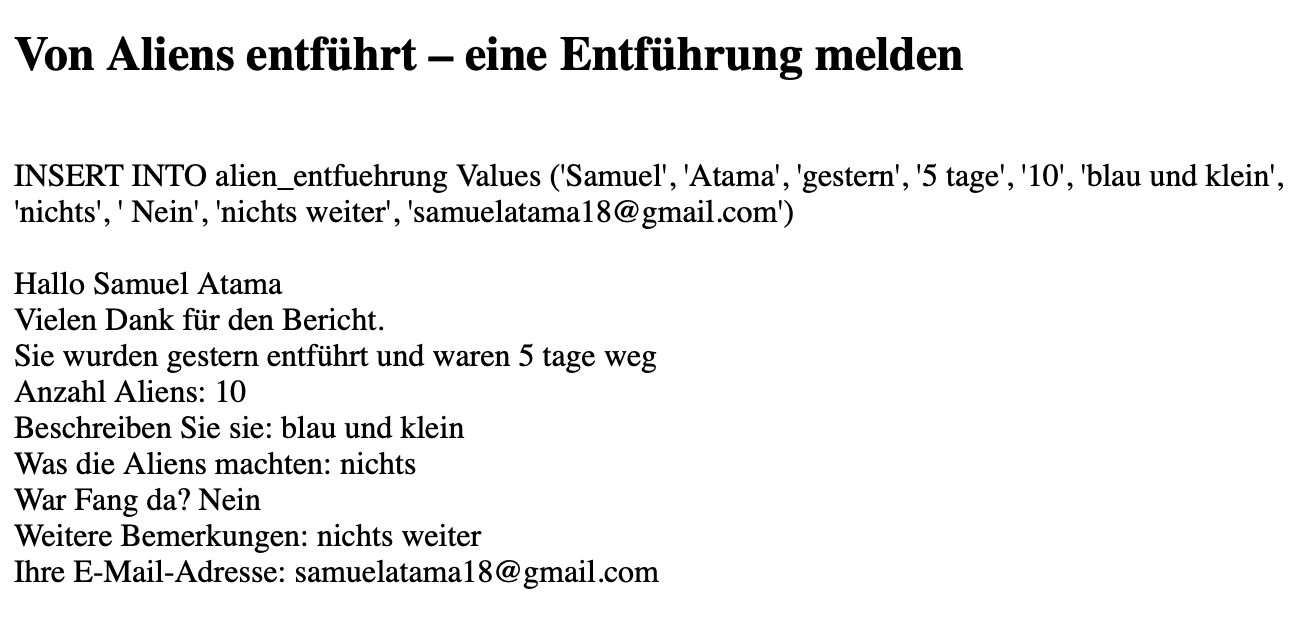 Von Aliens entführt – eine Entführung melden
INSERT INTO alien_entfuehrung Values ('Samuel', 'Atama', 'gestern', '5 tage', '10', 'blau und klein',
'nichts', ' Nein', 'nichts weiter', 'samuelatama18@gmail.com')
Hallo Samuel Atama
Vielen Dank für den Bericht.
Sie wurden gestern entführt und waren 5 tage weg
Anzahl Aliens: 10
Beschreiben Sie sie: blau und klein
Was die Aliens machten: nichts
War Fang da? Nein
Weitere Bemerkungen: nichts weiter
Ihre E-Mail-Adresse: samuelatama18@gmail.com